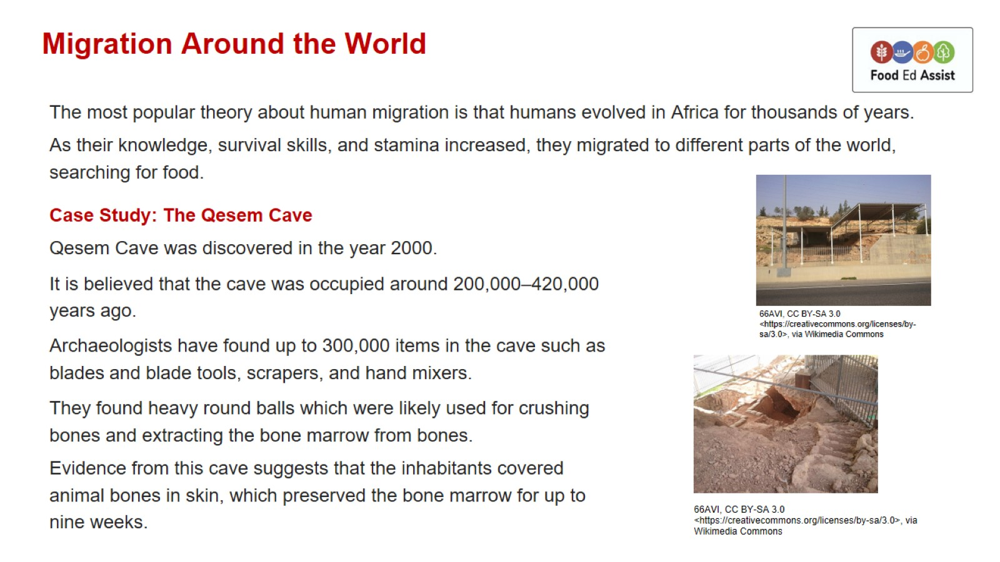 Migration Around the World
Food Ed Assist
The most popular theory about human migration is that humans evolved in Africa for thousands of years.
As their knowledge, survival skills, and stamina increased, they migrated to different parts of the world,
searching for food.
Case Study: The Qesem Cave
Qesem Cave was discovered in the year 2000.
It is believed that the cave was occupied around 200,000–420,000
years ago.
Archaeologists have found up to 300,000 items in the cave such as
blades and blade tools, scrapers, and hand mixers.
They found heavy round balls which were likely used for crushing
bones and extracting the bone marrow from bones.
Evidence from this cave suggests that the inhabitants covered
animal bones in skin, which preserved the bone marrow for up to
nine weeks.
66AVI, CC BY-SA 3.0
<https://creativecommons.org/licenses/by-
sa/3.0>, via Wikimedia Commons
66AVI, CC BY-SA 3.0
<https://creativecommons.org/licenses/by-sa/3.0>, via
Wikimedia Commons